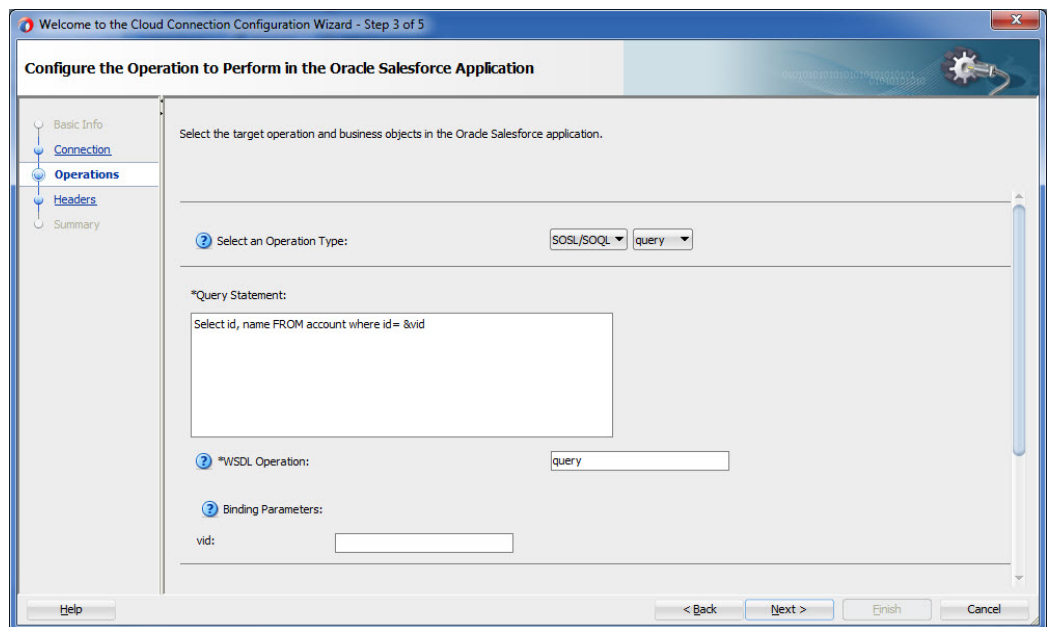 Welcome to the Cloud Connection Configuration Wizard - Step 3 of 5
Configure the Operation to Perform in the Oracle Salesforce Application
Basic Info
Connection
Operations
Headers
Summary
Select the target operation and business objects in the Oracle Salesforce application.
Select an Operation Type:
SOSL/SOQL
query
*Query Statement:
Select id, name FROM account where id= &vid
*WSDL Operation:
query
Binding Parameters:
vid:
Help
< Back
Next >
Finish
Cancel